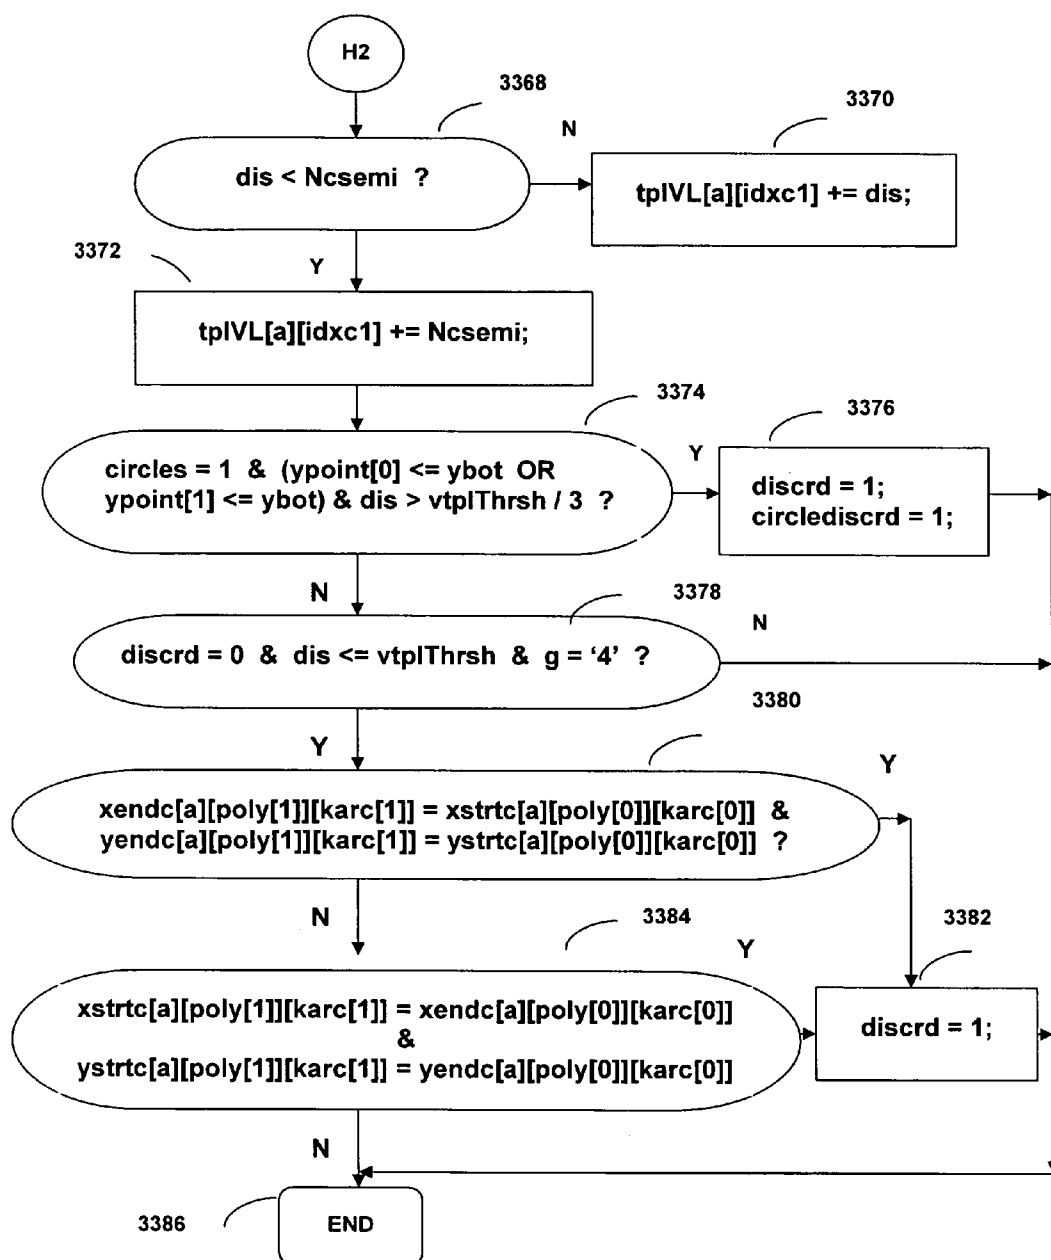 H2
3368
3370
N
dis < Ncsemi ?
tplVL[a][idxc1] += dis;
3372
Y
tplVL[a][idxc1] += Ncsemi;
3374
3376
circles = 1 & (ypoint[0] <= ybot OR
ypoint[1] <= ybot) & dis > vtplThrsh / 3 ?
Y
discrd = 1;
circlediscrd = 1;
N
3378
N
discrd = 0 & dis <= vtplThrsh & g = ‘4’ ?
3380
Y
Y
xendc[a][poly[1]][karc[1]] = xstrtc[a][poly[0]][karc[0]] &
yendc[a][poly[1]][karc[1]] = ystrtc[a][poly[0]][karc[0]] ?
N
3384
3382
Y
xstrtc[a][poly[1]][karc[1]] = xendc[a][poly[0]][karc[0]]
&
ystrtc[a][poly[1]][karc[1]] = yendc[a][poly[0]][karc[0]]
discrd = 1;
N
3386
END